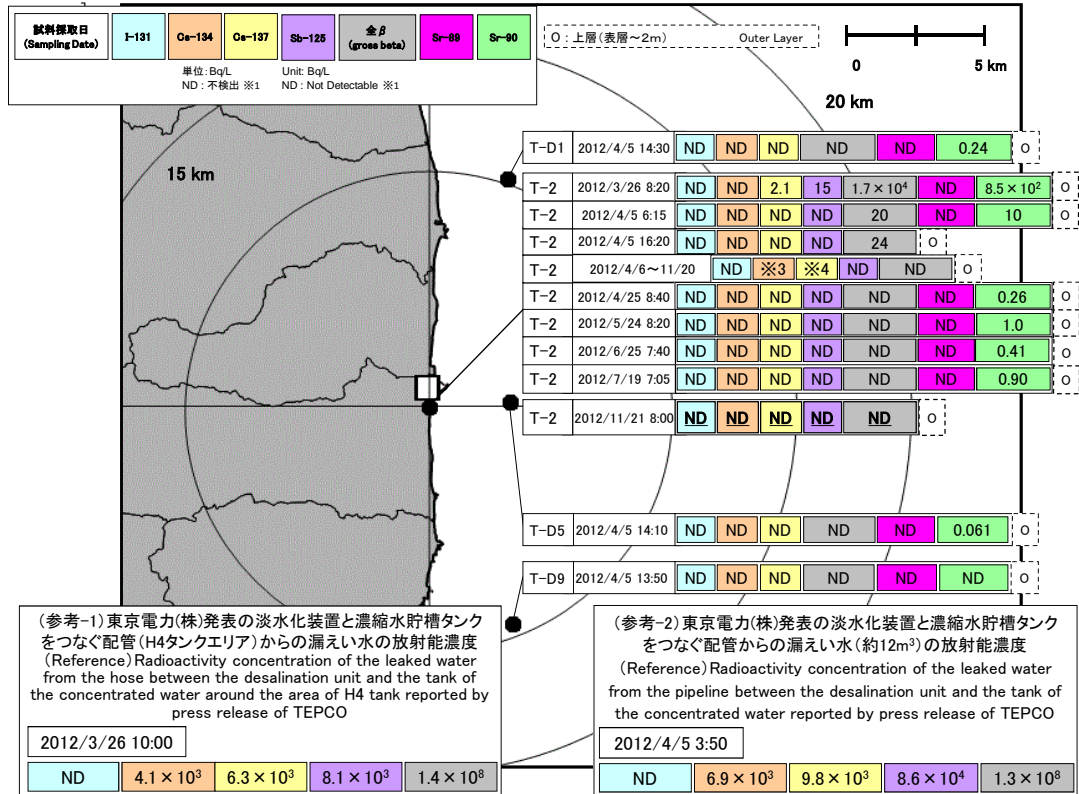 試料採取日
(Sampling Date)
I-131
Cs-134
Cs-137
Sb-125
全β
(gross beta)
Sr-89
Sr-90
単位:Bq/L
Unit: Bq/L
ND : 不検出 ※1
ND : Not Detectable ※1
O : 上層(表層～2m)
Outer Layer
0
5 km
20 km
15 km
T-D1 2012/4/5 14:30 ND ND ND ND ND 0.24 O
T-2 2012/3/26 8:20 ND ND 2.1 15 1.7×10⁴ ND 8.5×10² O
T-2 2012/4/5 6:15 ND ND ND ND 20 ND 10 O
T-2 2012/4/5 16:20 ND ND ND ND 24 O
T-2 2012/4/6～11/20 ND ※3 ※4 ND ND O
T-2 2012/4/25 8:40 ND ND ND ND ND ND 0.26 O
T-2 2012/5/24 8:20 ND ND ND ND ND ND 1.0 O
T-2 2012/6/25 7:40 ND ND ND ND ND ND 0.41 O
T-2 2012/7/19 7:05 ND ND ND ND ND ND 0.90 O
T-2 2012/11/21 8:00 ND ND ND ND ND O
T-D5 2012/4/5 14:10 ND ND ND ND ND 0.061 O
T-D9 2012/4/5 13:50 ND ND ND ND ND ND O
(参考-1)東京電力(株)発表の淡水化装置と濃縮水貯槽タンク
をつなぐ配管(H4タンクエリア)からの漏えい水の放射能濃度
(Reference)Radioactivity concentration of the leaked water
from the hose between the desalination unit and the tank of
the concentrated water around the area of H4 tank reported by
press release of TEPCO
2012/3/26 10:00
ND 4.1×10³ 6.3×10³ 8.1×10³ 1.4×10⁸
(参考-2)東京電力(株)発表の淡水化装置と濃縮水貯槽タンク
をつなぐ配管からの漏えい水(約12m³)の放射能濃度
(Reference)Radioactivity concentration of the leaked water
from the pipeline between the desalination unit and the tank of
the concentrated water reported by press release of TEPCO
2012/4/5 3:50
ND 6.9×10³ 9.8×10³ 8.6×10⁴ 1.3×10⁸